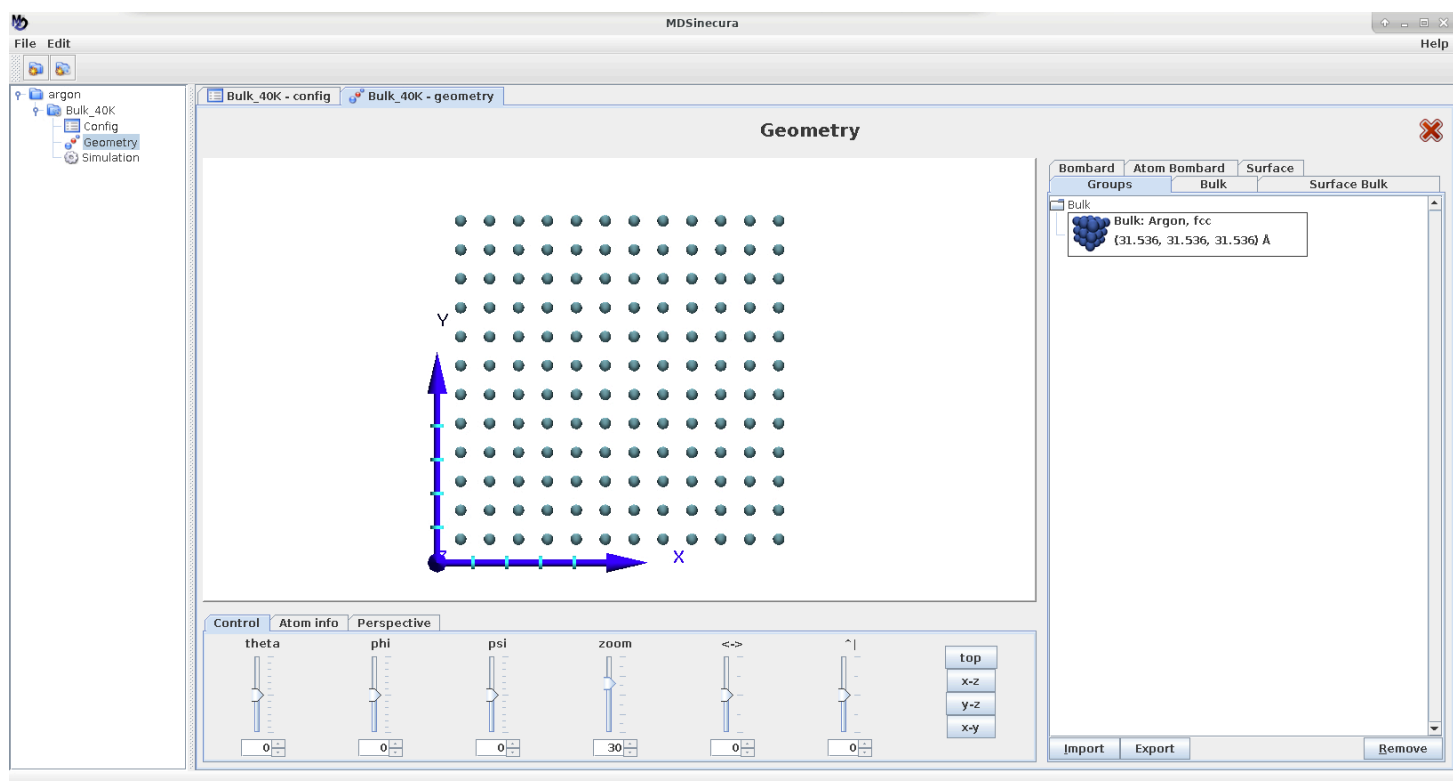 MDSinecura
File Edit Help
argon
Bulk_40K
Config
Geometry
Simulation
Bulk_40K - config
Bulk_40K - geometry
Geometry
Y
X
Z
Bombard
Atom Bombard
Surface
Groups
Bulk
Surface Bulk
Bulk
Bulk: Argon, fcc
(31.536, 31.536, 31.536) Å
Control
Atom info
Perspective
theta
phi
psi
zoom
<->
^|
0
0
0
30
0
0
top
x-z
y-z
x-y
Import
Export
Remove